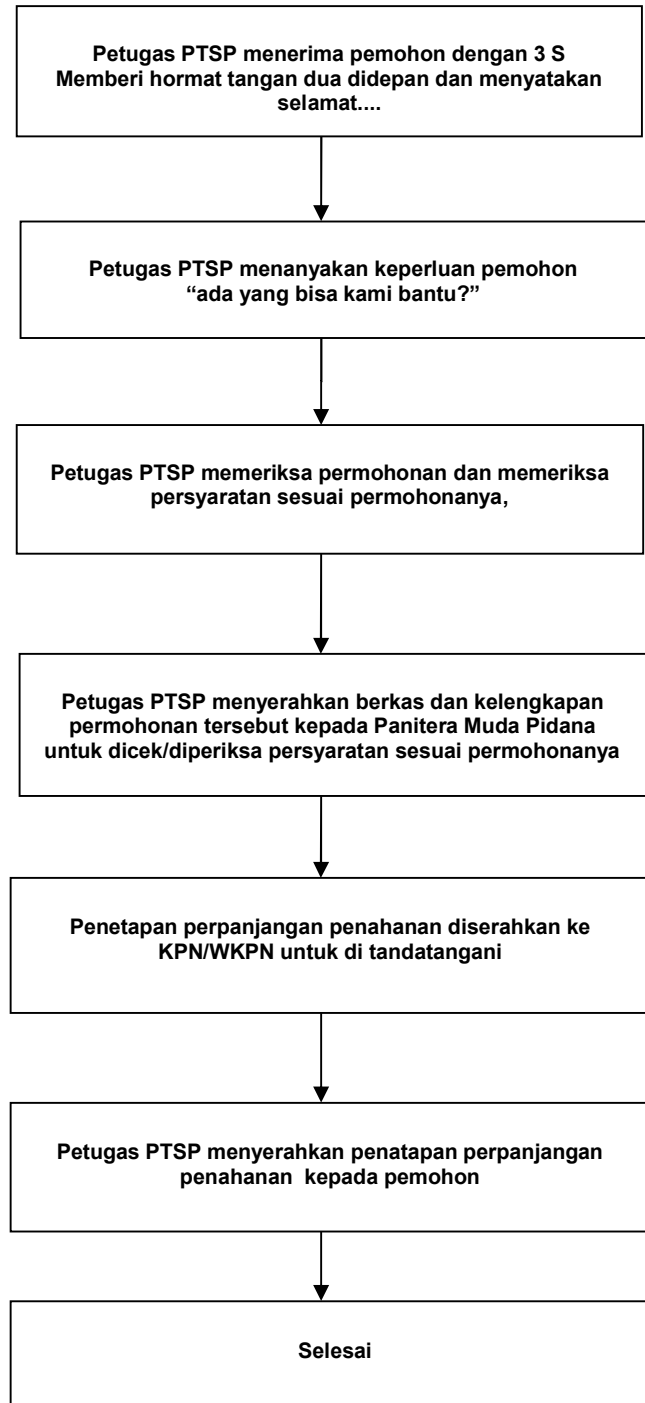 Petugas PTSP menerima pemohon dengan 3 S
Memberi hormat tangan dua didepan dan menyatakan
selamat....
Petugas PTSP menanyakan keperluan pemohon
“ada yang bisa kami bantu?”
Petugas PTSP memeriksa permohonan dan memeriksa
persyaratan sesuai permohonanya,
Petugas PTSP menyerahkan berkas dan kelengkapan
permohonan tersebut kepada Panitera Muda Pidana
untuk dicek/diperiksa persyaratan sesuai permohonanya
Penetapan perpanjangan penahanan diserahkan ke
KPN/WKPN untuk di tandatangani
Petugas PTSP menyerahkan penatapan perpanjangan
penahanan  kepada pemohon
Selesai